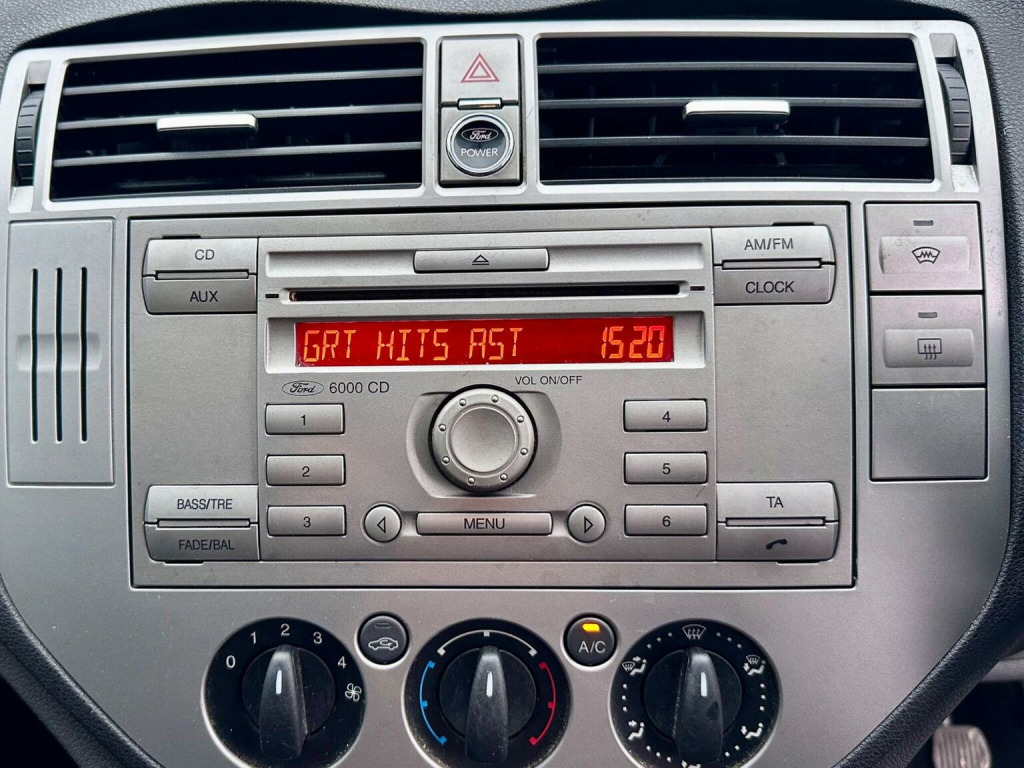 Ford
POWER
CD
AUX
AM/FM
CLOCK
GRT HITS AST 1520
Ford 6000 CD
VOL ON/OFF
1
2
3
4
5
6
BASS/TRE
FADE/BAL
MENU
TA
0 1 2 3 4
A/C